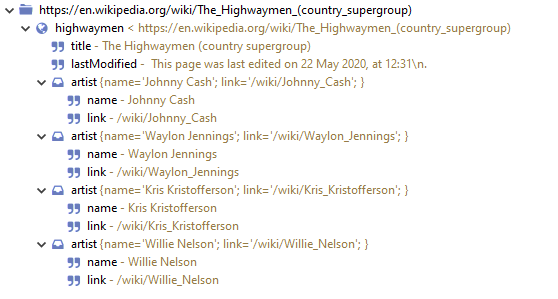 https://en.wikipedia.org/wiki/The_Highwaymen_(country_supergroup)
highwaymen < https://en.wikipedia.org/wiki/The_Highwaymen_(country_supergroup)
title - The Highwaymen (country supergroup)
lastModified -  This page was last edited on 22 May 2020, at 12:31\n.
artist {name='Johnny Cash'; link='/wiki/Johnny_Cash'; }
name - Johnny Cash
link - /wiki/Johnny_Cash
artist {name='Waylon Jennings'; link='/wiki/Waylon_Jennings'; }
name - Waylon Jennings
link - /wiki/Waylon_Jennings
artist {name='Kris Kristofferson'; link='/wiki/Kris_Kristofferson'; }
name - Kris Kristofferson
link - /wiki/Kris_Kristofferson
artist {name='Willie Nelson'; link='/wiki/Willie_Nelson'; }
name - Willie Nelson
link - /wiki/Willie_Nelson